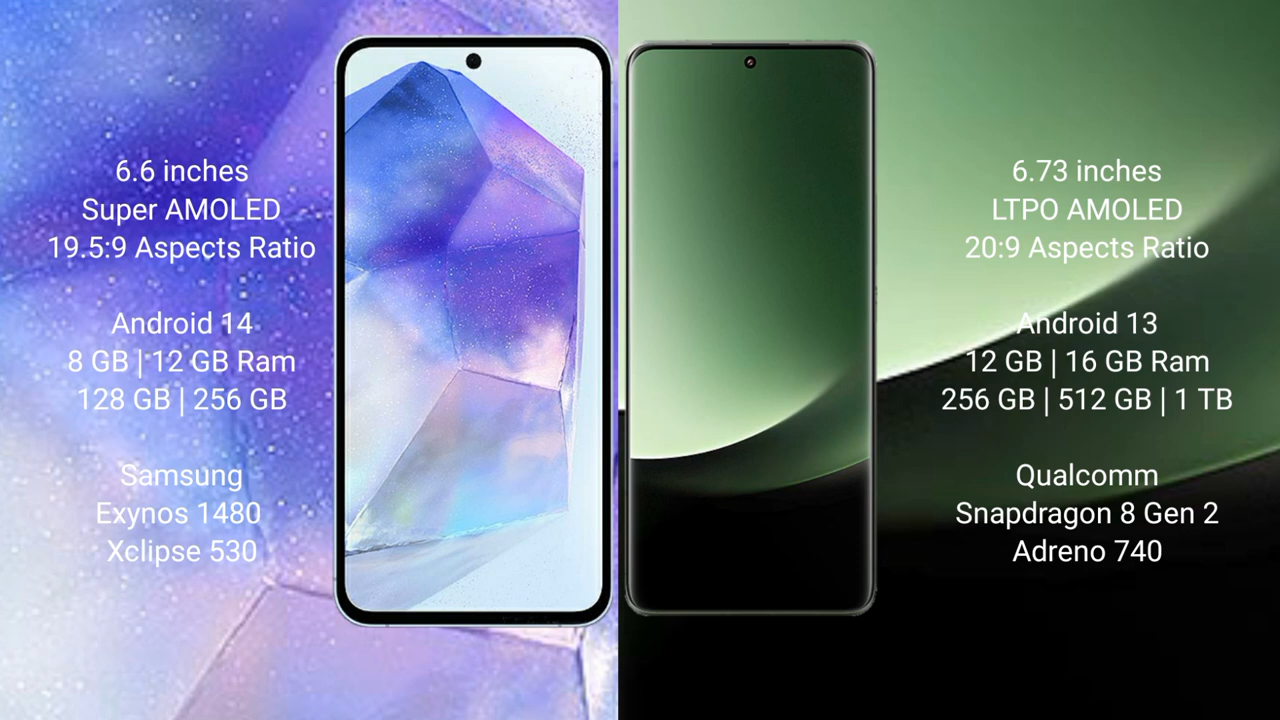 6.6 inches
Super AMOLED
19.5:9 Aspects Ratio
Android 14
8 GB | 12 GB Ram
128 GB | 256 GB
Samsung
Exynos 1480
Xclipse 530
6.73 inches
LTPO AMOLED
20:9 Aspects Ratio
Android 13
12 GB | 16 GB Ram
256 GB | 512 GB | 1 TB
Qualcomm
Snapdragon 8 Gen 2
Adreno 740